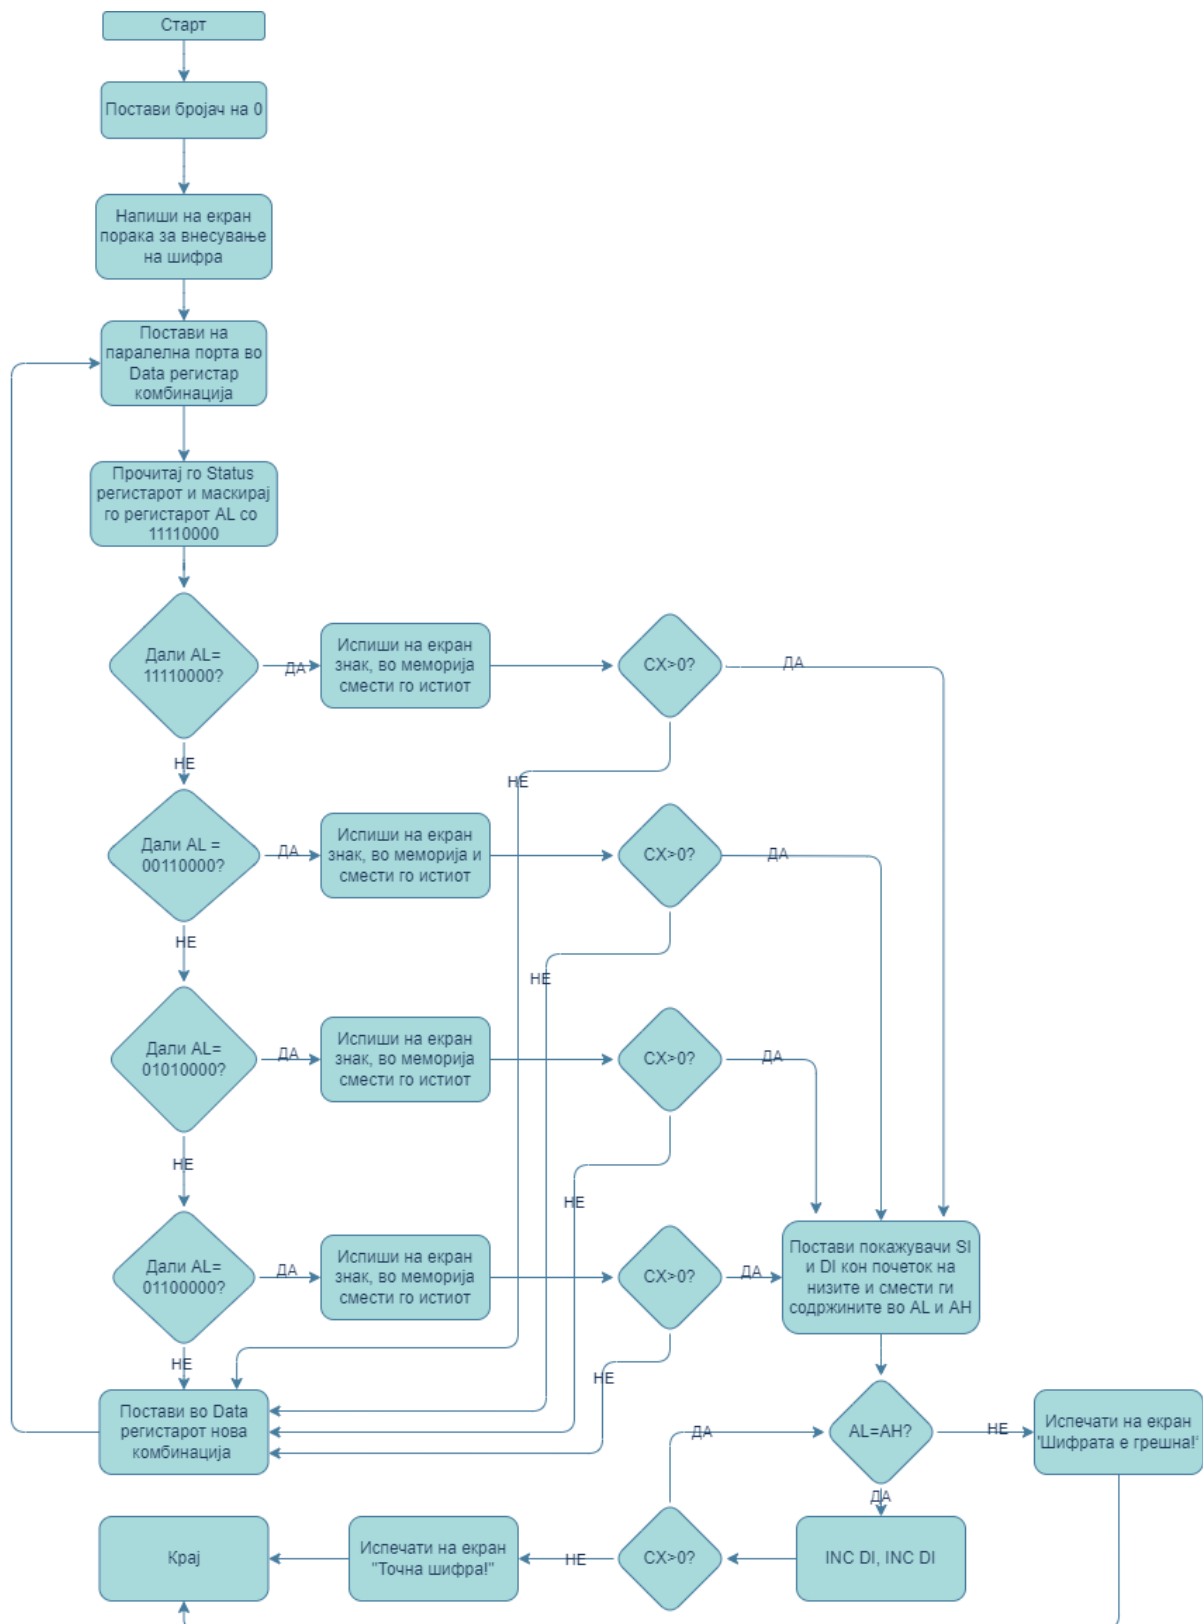 Старт
Постави бројач на 0
Напиши на екран
порака за внесување
на шифра
Постави на
паралелна порта во
Data регистар
комбинација
Прочитај го Status
регистарот и маскирај
го регистарот AL со
11110000
Дали AL=
11110000?
ДА
Испиши на екран
знак, во меморија
смести го истиот
CX>0?
ДА
НЕ
НЕ
Дали AL =
00110000?
ДА
Испиши на екран
знак, во меморија и
смести го истиот
CX>0?
ДА
НЕ
НЕ
Дали AL=
01010000?
ДА
Испиши на екран
знак, во меморија
смести го истиот
CX>0?
ДА
НЕ
НЕ
Дали AL=
01100000?
ДА
Испиши на екран
знак, во меморија
смести го истиот
CX>0?
ДА
Постави покажувачи SI
и DI кон почеток на
низите и смести ги
содржините во AL и AH
НЕ
НЕ
Постави во Data
регистарот нова
комбинација
ДА
AL=AH?
НЕ
Испечати на екран
"Шифрата е грешна!"
ДА
Крај
Испечати на екран
"Точна шифра!"
НЕ
CX>0?
INC DI, INC DI